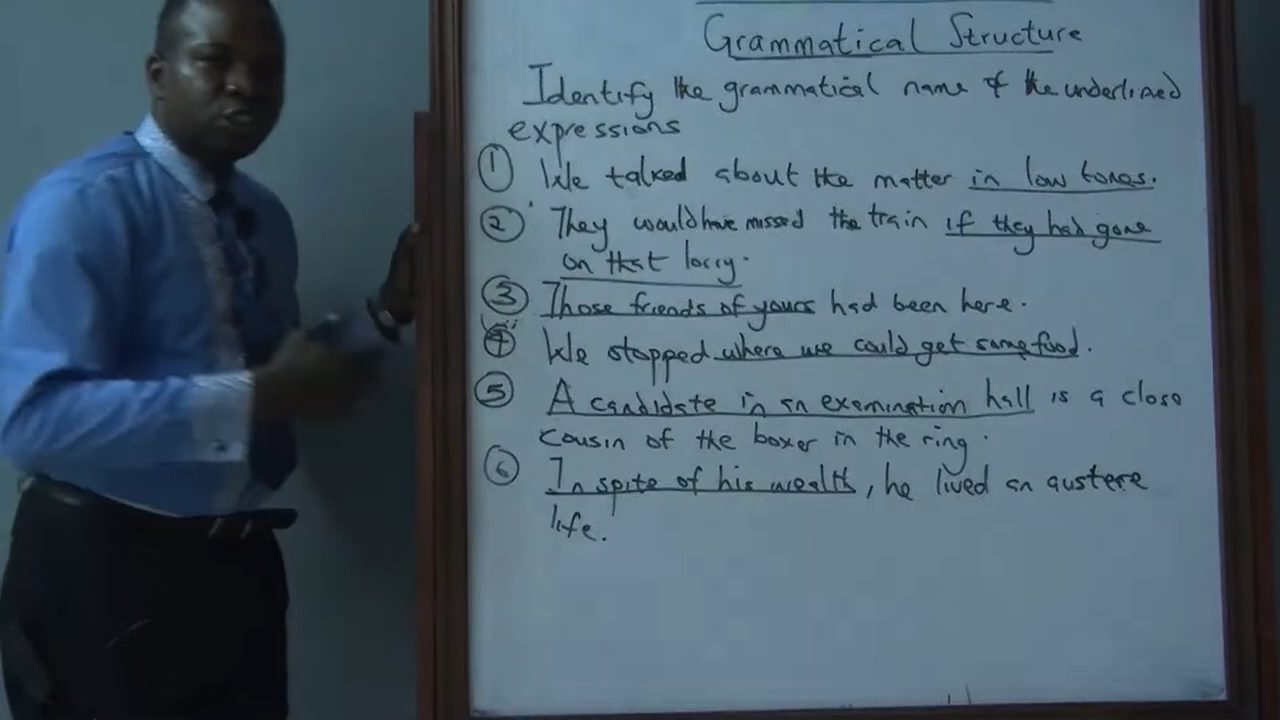 Grammatical Structure
Identify the grammatical name of the underlined
expressions
① We talked about the matter in low tones.
② They would have missed the train if they had gone
on that lorry.
③ Those friends of yours had been here.
④ We stopped where we could get some food.
⑤ A candidate in an examination hall is a close
cousin of the boxer in the ring.
⑥ In spite of his wealth, he lived an austere
life.